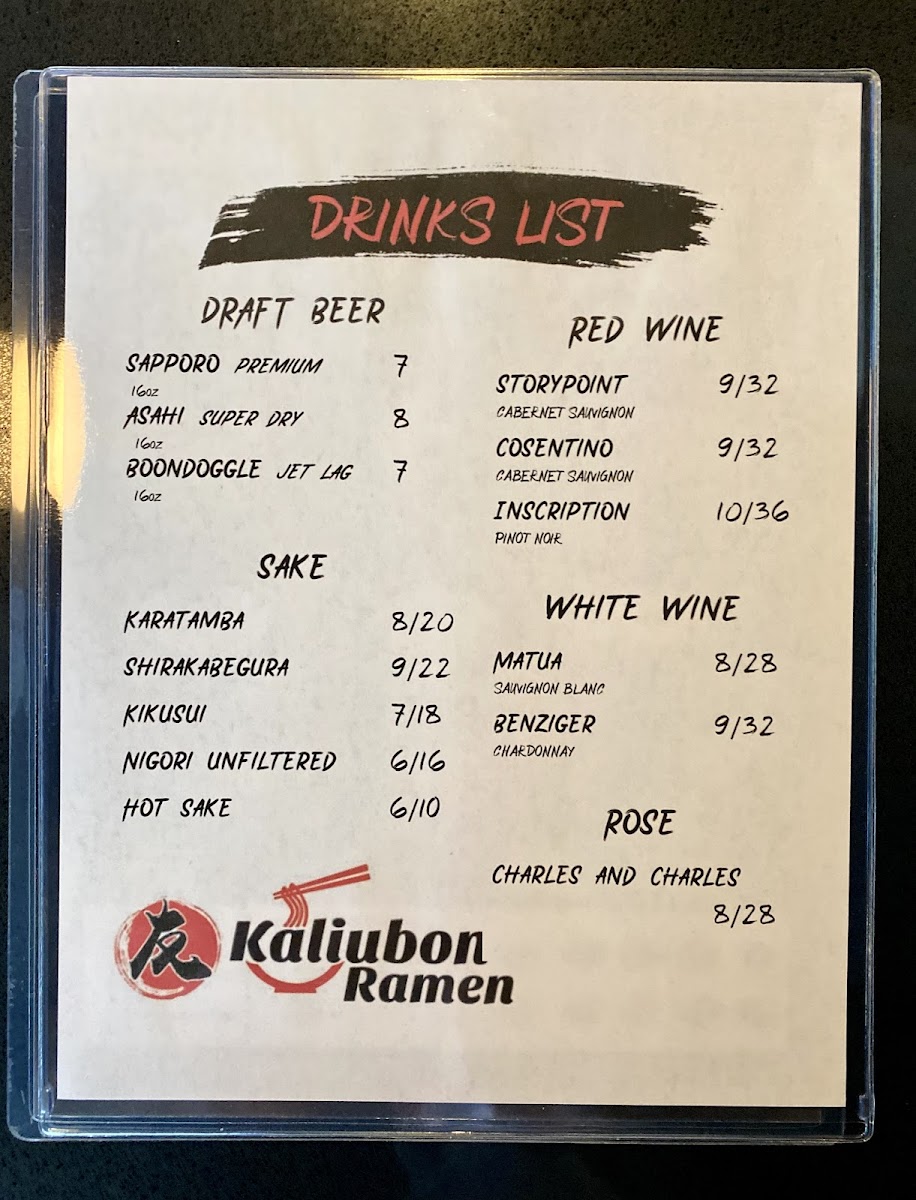 DRINKS LIST
DRAFT BEER
SAPPORO PREMIUM 7
16oz
ASAHI SUPER DRY 8
16oz
BOONDOGGLE JET LAG 7
16oz
SAKE
KARATAMBA 8/20
SHIRAKABEGURA 9/22
KIKUSUI 7/18
NIGORI UNFILTERED 6/16
HOT SAKE 6/10
RED WINE
STORYPOINT 9/32
CABERNET SAUVIGNON
COSENTINO 9/32
CABERNET SAUVIGNON
INSCRIPTION 10/36
PINOT NOIR
WHITE WINE
MATUA 8/28
SAUVIGNON BLANC
BENZIGER 9/32
CHARDONNAY
ROSE
CHARLES AND CHARLES
8/28
友 Kaliubon
Ramen